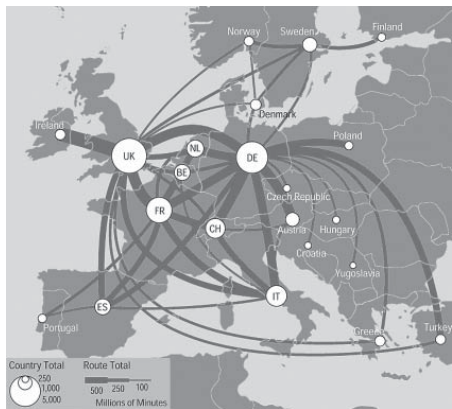 Norway
Sweden
Finland
Denmark
Ireland
UK
NL
BE
DE
Poland
Czech Republic
FR
CH
Austria
Hungary
Croatia
Yugoslavia
ES
IT
Portugal
Greece
Turkey
Country Total
250
1,000
5,000
Route Total
500 250 100
Millions of Minutes